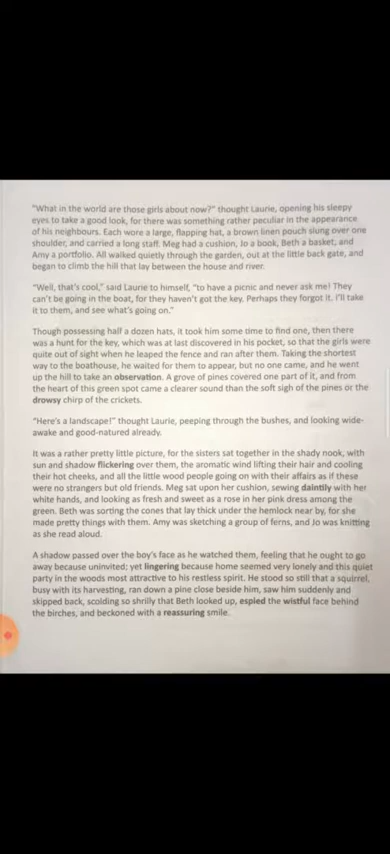 "What in the world are those girls about now?" thought Laurie, opening his sleepy
eyes to take a good look, for there was something rather peculiar in the appearance
of his neighbours. Each wore a large, flapping hat, a brown linen pouch slung over one
shoulder, and carried a long staff. Meg had a cushion, Jo a book, Beth a basket, and
Amy a portfolio. All walked quietly through the garden, out at the little back gate, and
began to climb the hill that lay between the house and river.
"Well, that's cool," said Laurie to himself, "to have a picnic and never ask me! They
can't be going in the boat, for they haven't got the key. Perhaps they forgot it. I'll take
it to them, and see what's going on."
Though possessing half a dozen hats, it took him some time to find one, then there
was a hunt for the key, which was at last discovered in his pocket, so that the girls were
quite out of sight when he leaped the fence and ran after them. Taking the shortest
way to the boathouse, he waited for them to appear, but no one came, and he went
up the hill to take an observation. A grove of pines covered one part of it, and from
the heart of this green spot came a clearer sound than the soft sigh of the pines or the
drowsy chirp of the crickets.
"Here's a landscape!" thought Laurie, peeping through the bushes, and looking wide-
awake and good-natured already.
It was a rather pretty little picture, for the sisters sat together in the shady nook, with
sun and shadow flickering over them, the aromatic wind lifting their hair and cooling
their hot cheeks, and all the little wood people going on with their affairs as if these
were no strangers but old friends. Meg sat upon her cushion, sewing daintily with her
white hands, and looking as fresh and sweet as a rose in her pink dress among the
green. Beth was sorting the cones that lay thick under the hemlock near by, for she
made pretty things with them. Amy was sketching a group of ferns, and Jo was knitting
as she read aloud.
A shadow passed over the boy's face as he watched them, feeling that he ought to go
away because uninvited; yet lingering because home seemed very lonely and this quiet
party in the woods most attractive to his restless spirit. He stood so still that a squirrel,
busy with its harvesting, ran down a pine close beside him, saw him suddenly and
skipped back, scolding so shrilly that Beth looked up, espied the wistful face behind
the birches, and beckoned with a reassuring smile.